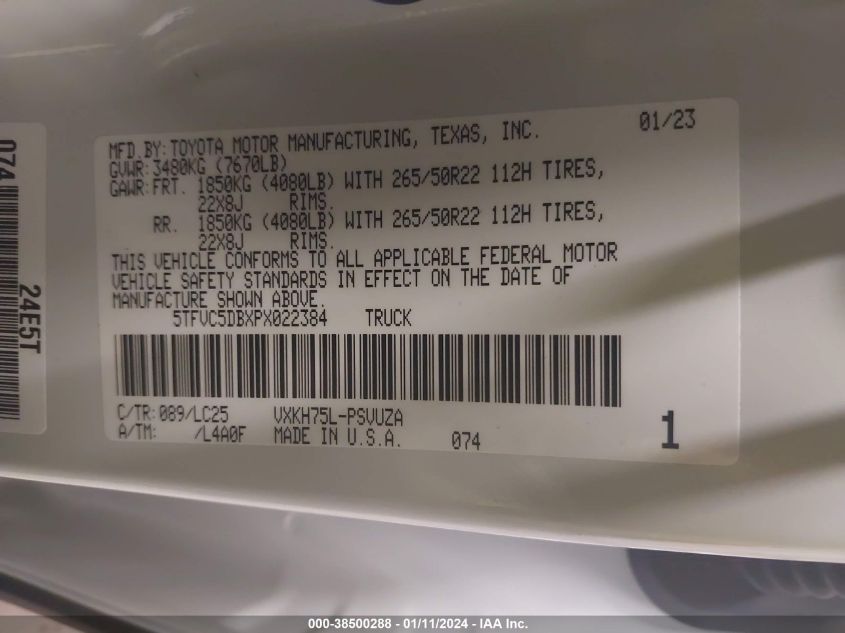 MFD.BY:TOYOTA MOTOR MANUFACTURING, TEXAS, INC. 01/23
GVWR:3480KG (7670LB)
GAWR:FRT. 1850KG (4080LB) WITH 265/50R22 112H TIRES,
22X8J RIMS.
RR. 1850KG (4080LB) WITH 265/50R22 112H TIRES,
22X8J RIMS.
THIS VEHICLE CONFORMS TO ALL APPLICABLE FEDERAL MOTOR
VEHICLE SAFETY STANDARDS IN EFFECT ON THE DATE OF
MANUFACTURE SHOWN ABOVE.
5TFVC5DBXPX022384 TRUCK
C/TR:089/LC25 VXKH75L-PSVUZA
A/TM: /L4A0F MADE IN U.S.A. 074 1
074
24E5T
000-38500288 - 01/11/2024 - IAA Inc.